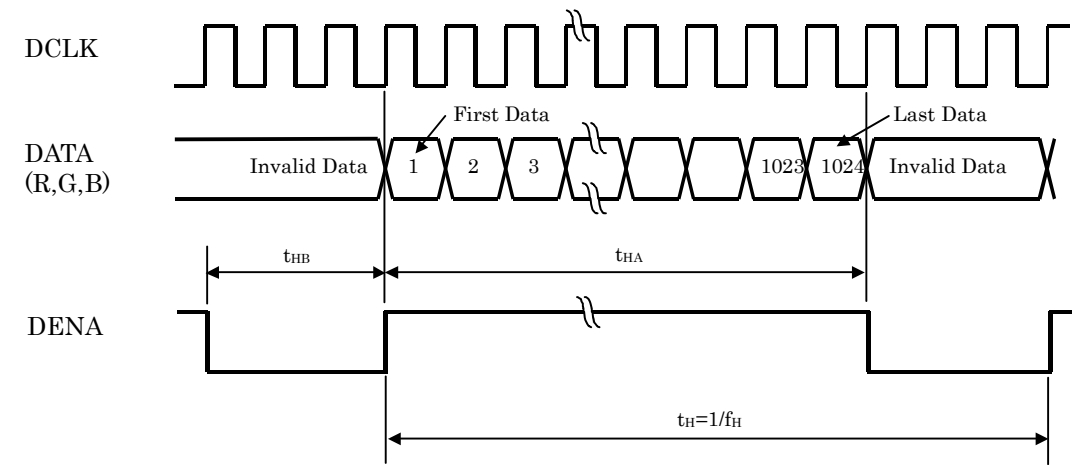 DCLK
First Data
Last Data
DATA
(R,G,B)
Invalid Data 1 2 3 1023 1024 Invalid Data
tHB
tHA
DENA
tH=1/fH